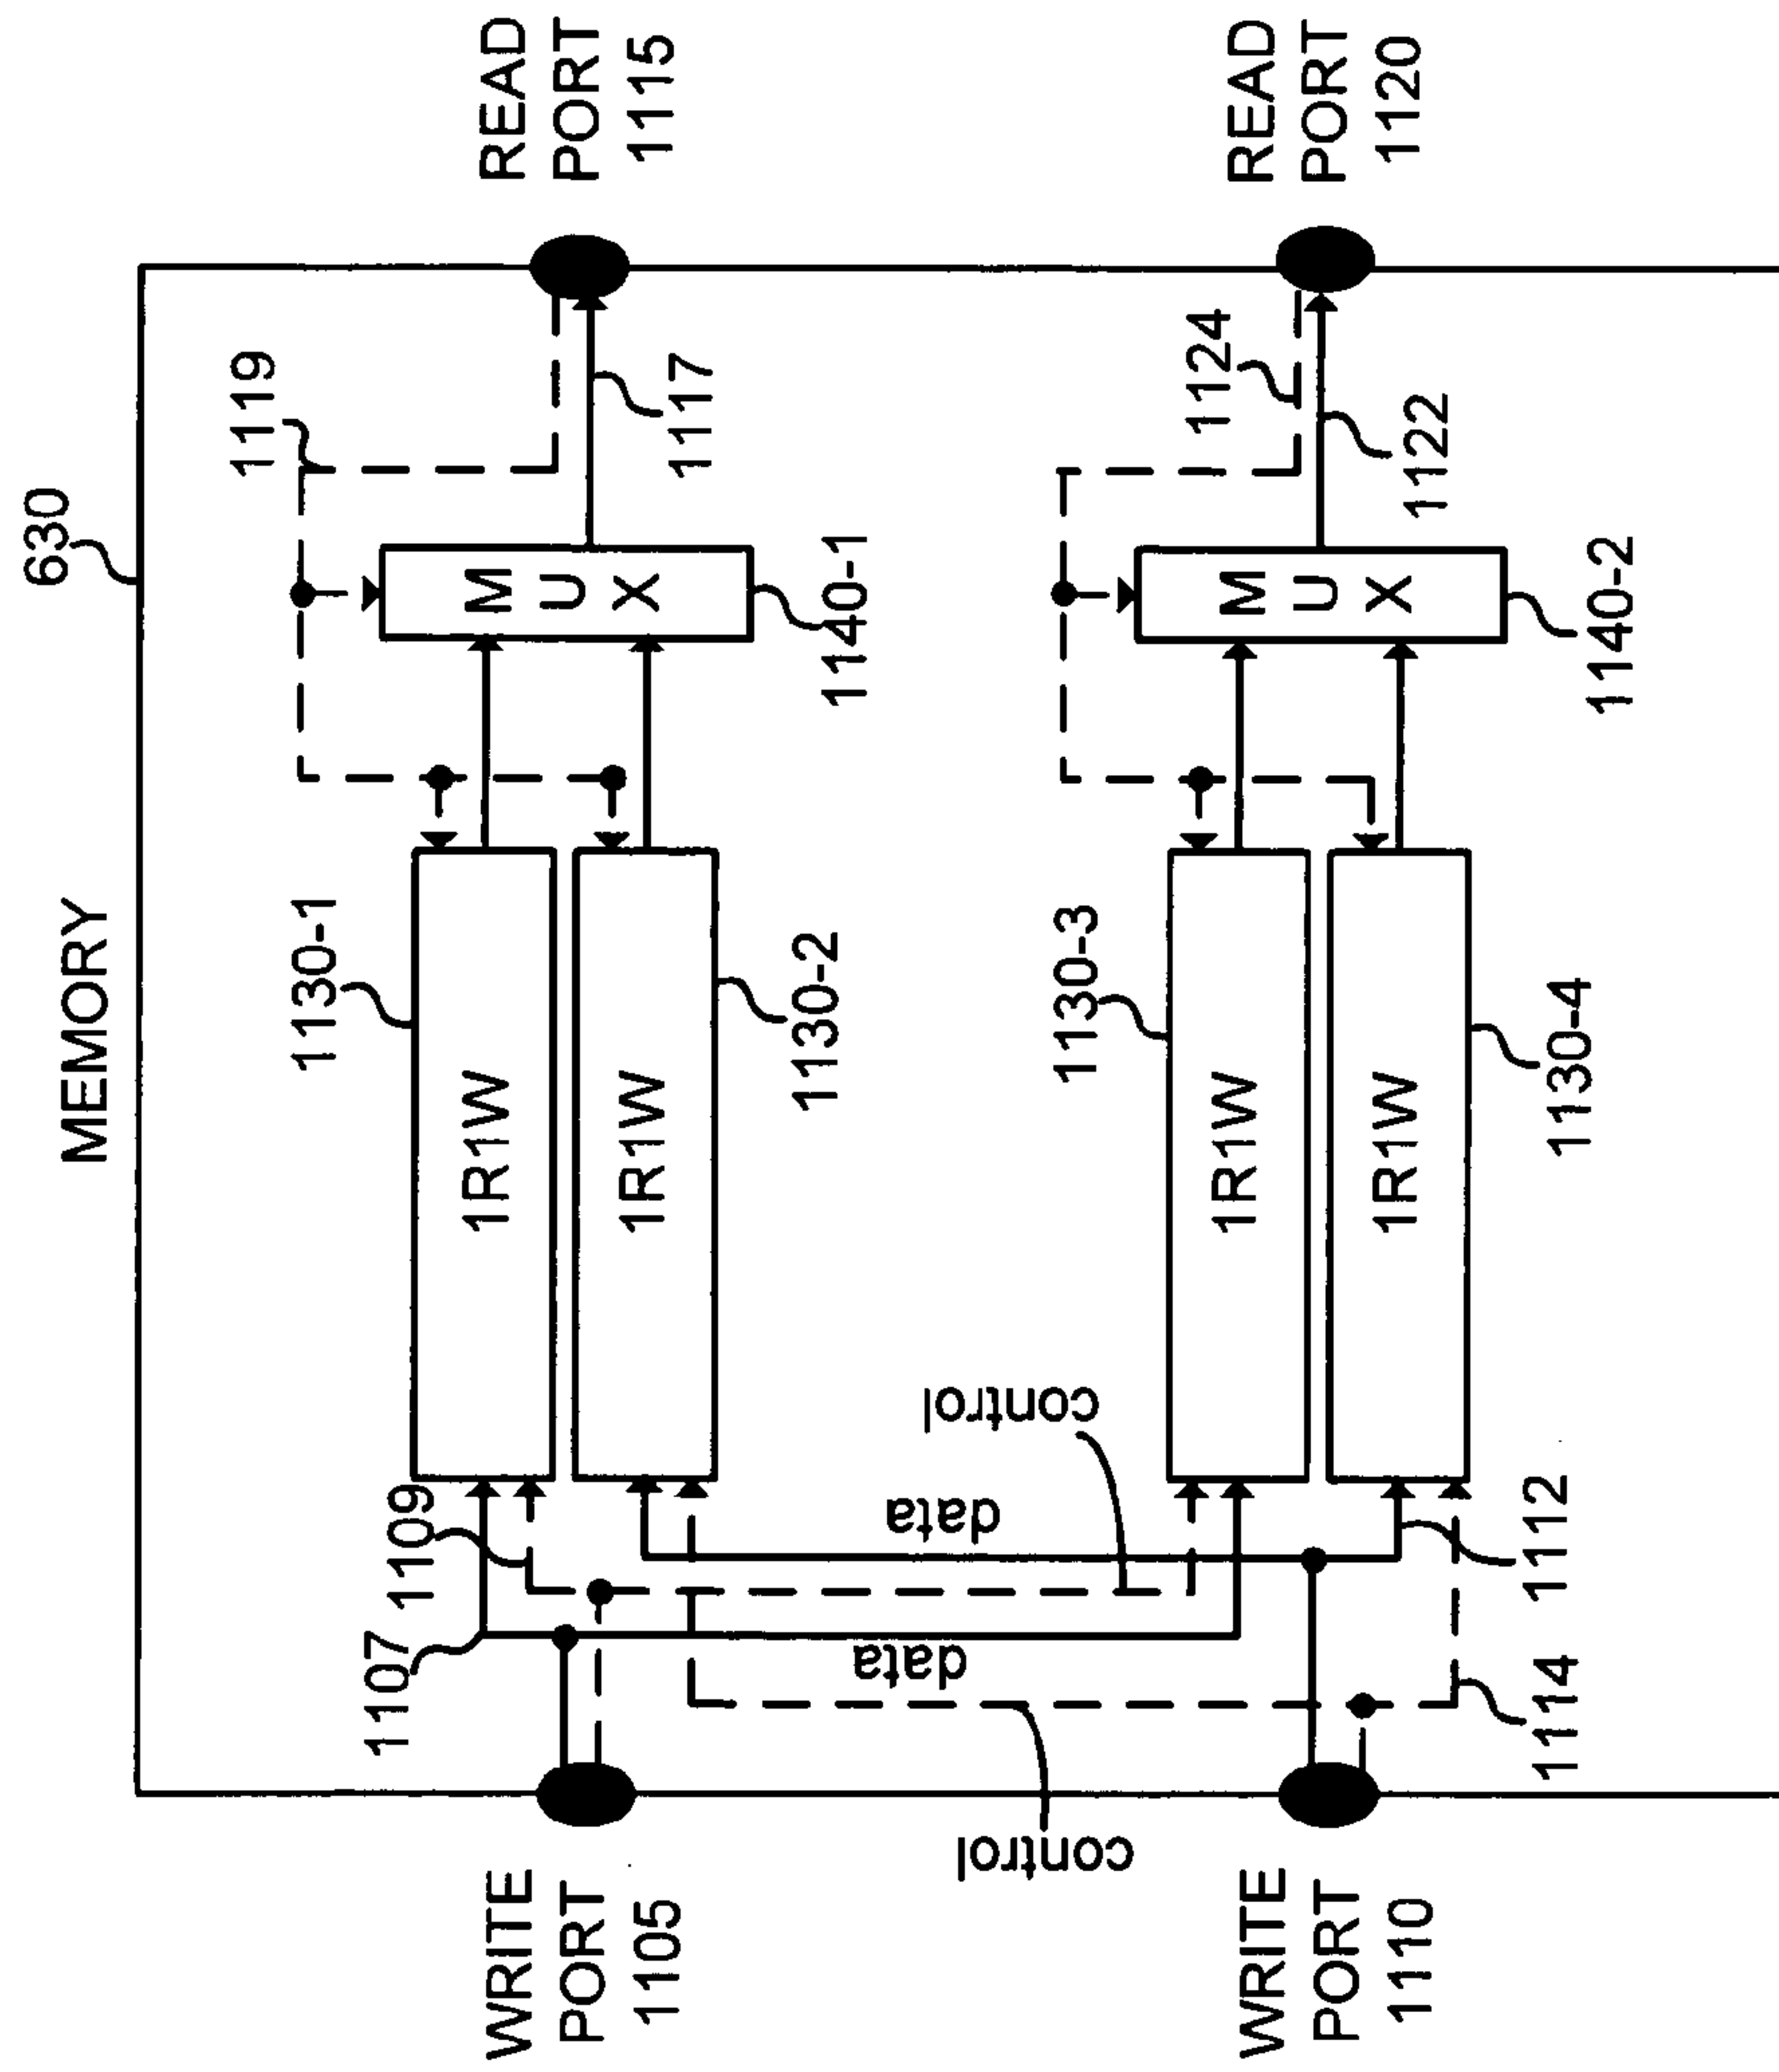 MEMORY
630
WRITE
PORT
1105
1107
1109
1130-1
1R1W
1R1W
1130-2
1119
M
U
X
1140-1
1117
READ
PORT
1115
data
data
control
control
WRITE
PORT
1110
1114
1112
1130-3
1R1W
1R1W
1130-4
M
U
X
1140-2
1124
1122
READ
PORT
1120